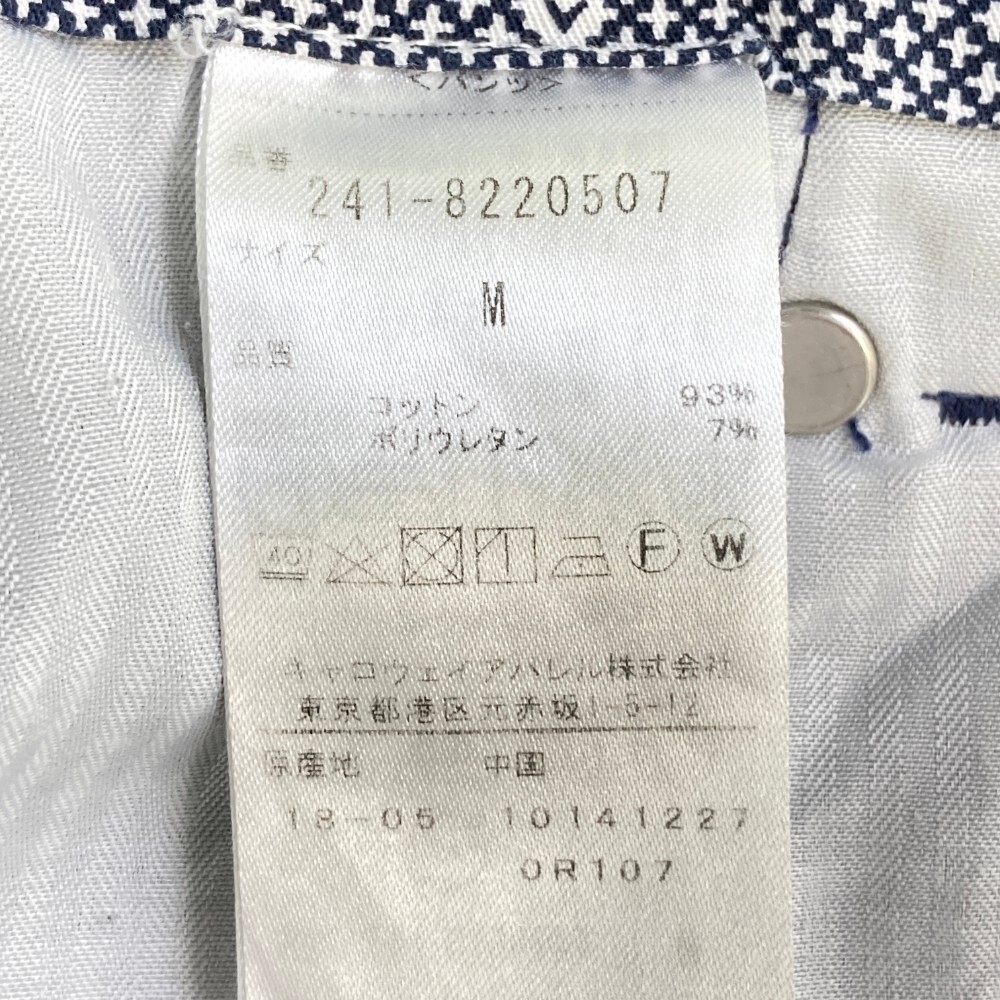 <パンツ>
品番
241-8220507
サイズ
M
品質
コットン 93%
ポリウレタン 7%
40 F W
キャロウェイアパレル株式会社
東京都港区元赤坂1-5-12
原産地 中国
18-05 10141227
0R107